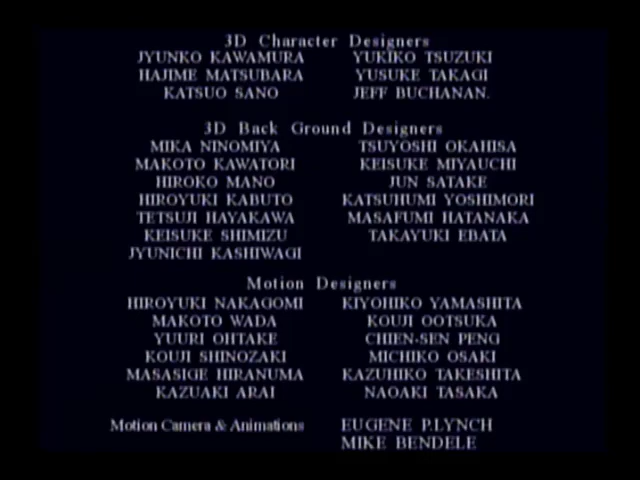 3D Character Designers
JYUNKO KAWAMURA YUKIKO TSUZUKI
HAJIME MATSUBARA YUSUKE TAKAGI
KATSUO SANO JEFF BUCHANAN.
3D Back Ground Designers
MIKA NINOMIYA TSUYOSHI OKAHISA
MAKOTO KAWATORI KEISUKE MIYAUCHI
HIROKO MANO JUN SATAKE
HIROYUKI KABUTO KATSUHUMI YOSHIMORI
TETSUJI HAYAKAWA MASAFUMI HATANAKA
KEISUKE SHIMIZU TAKAYUKI EBATA
JYUNICHI KASHIWAGI
Motion Designers
HIROYUKI NAKAGOMI KIYOHIKO YAMASHITA
MAKOTO WADA KOUJI OOTSUKA
YUURI OHTAKE CHIEN-SEN PENG
KOUJI SHINOZAKI MICHIKO OSAKI
MASASIGE HIRANUMA KAZUHIKO TAKESHITA
KAZUAKI ARAI NAOAKI TASAKA
Motion Camera & Animations EUGENE P.LYNCH
MIKE BENDELE